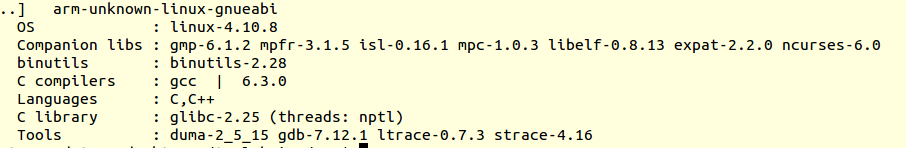 ..]   arm-unknown-linux-gnueabi
OS              : linux-4.10.8
Companion libs : gmp-6.1.2 mpfr-3.1.5 isl-0.16.1 mpc-1.0.3 libelf-0.8.13 expat-2.2.0 ncurses-6.0
binutils        : binutils-2.28
C compilers     : gcc  |  6.3.0
Languages       : C,C++
C library       : glibc-2.25 (threads: nptl)
Tools           : duma-2_5_15 gdb-7.12.1 ltrace-0.7.3 strace-4.16